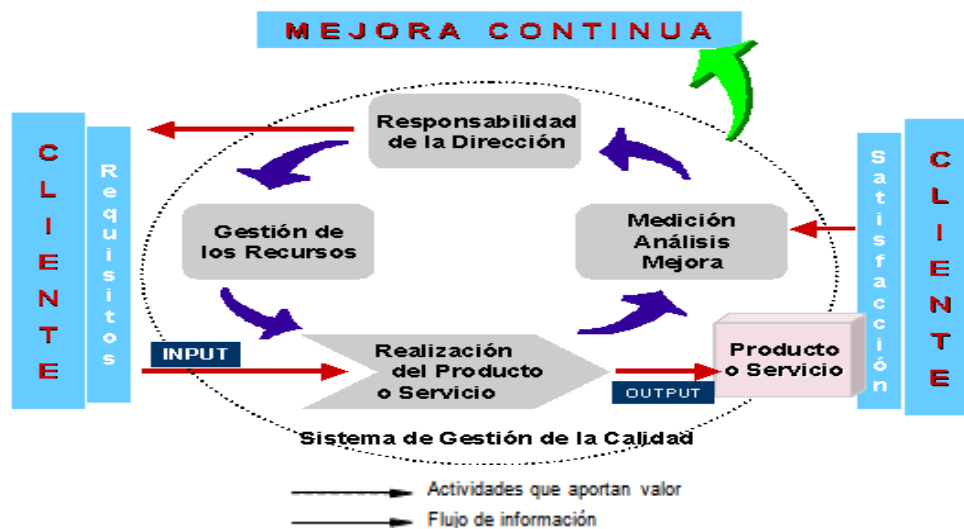 MEJORA CONTINUA
Responsabilidad
de la Dirección
CLIENTE
Requisitos
Gestión de
los Recursos
Medición
Análisis
Mejora
Satisfacción
CLIENTE
INPUT
Realización
del Producto
o Servicio
OUTPUT
Producto
o Servicio
Sistema de Gestión de la Calidad
Actividades que aportan valor
Flujo de información